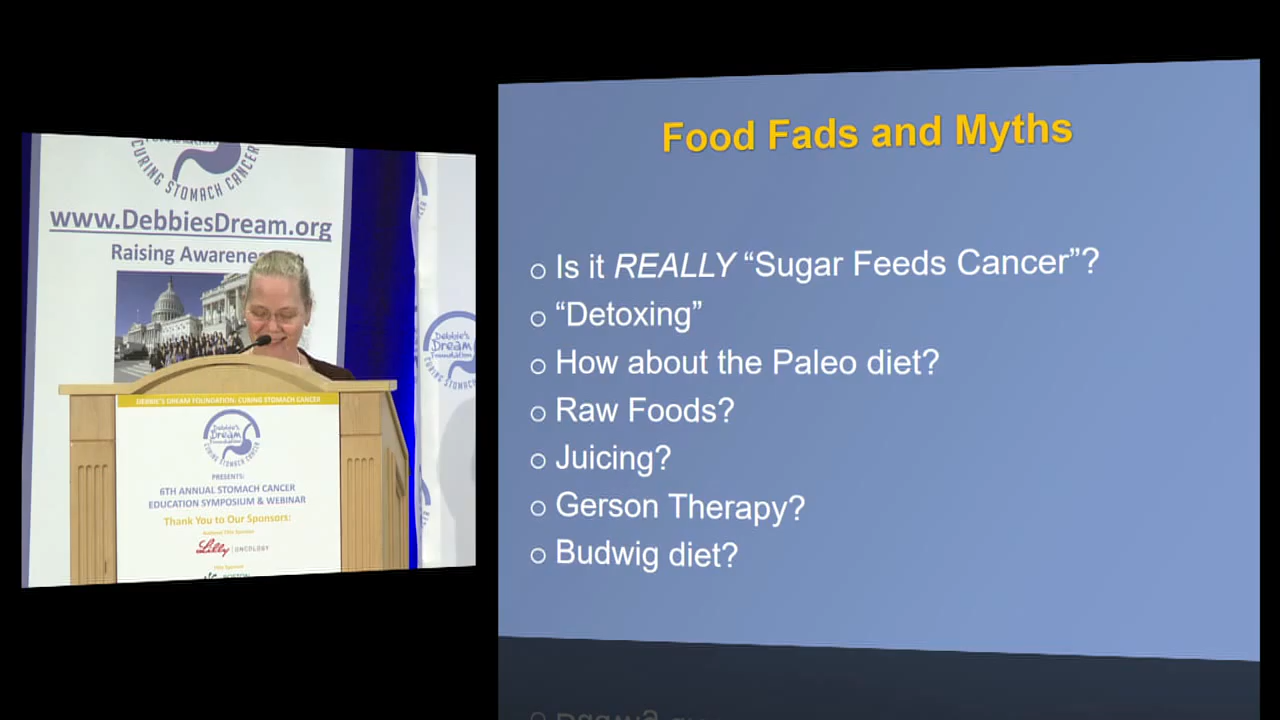 CURING STOMACH CANCER
www.DebbiesDream.org
Raising Awarene
DEBBIE'S DREAM FOUNDATION: CURING STOMACH CANCER
Debbie's
Dream
Foundation
CURING STOMACH CANCER
PRESENTS:
6TH ANNUAL STOMACH CANCER
EDUCATION SYMPOSIUM & WEBINAR
Thank You to Our Sponsors:
Lilly ONCOLOGY
Debbie's
Dream
Foundation
CURING STOMACH CANC
Food Fads and Myths
Is it REALLY “Sugar Feeds Cancer”?
“Detoxing”
How about the Paleo diet?
Raw Foods?
Juicing?
Gerson Therapy?
Budwig diet?